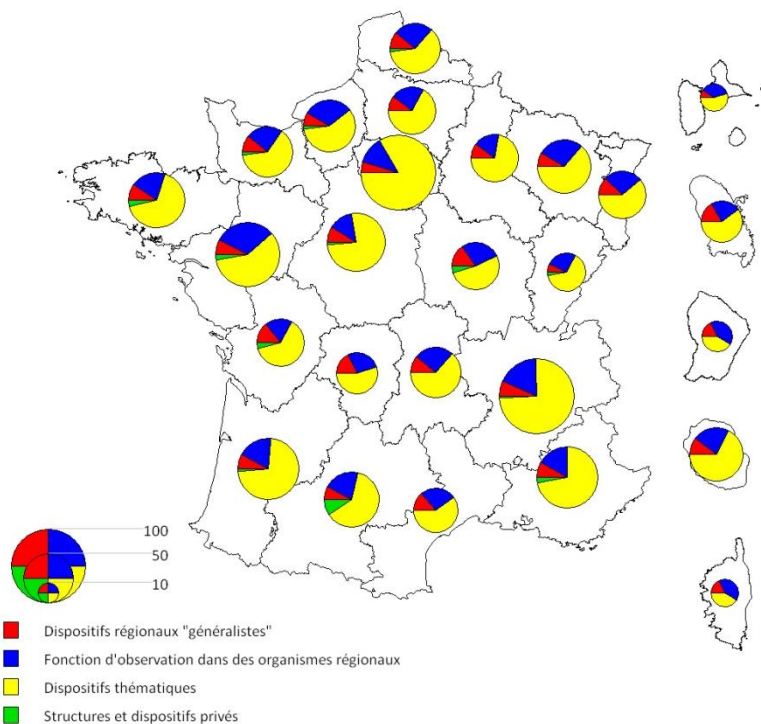 100
50
10
Dispositifs régionaux "généralistes"
Fonction d'observation dans des organismes régionaux
Dispositifs thématiques
Structures et dispositifs privés